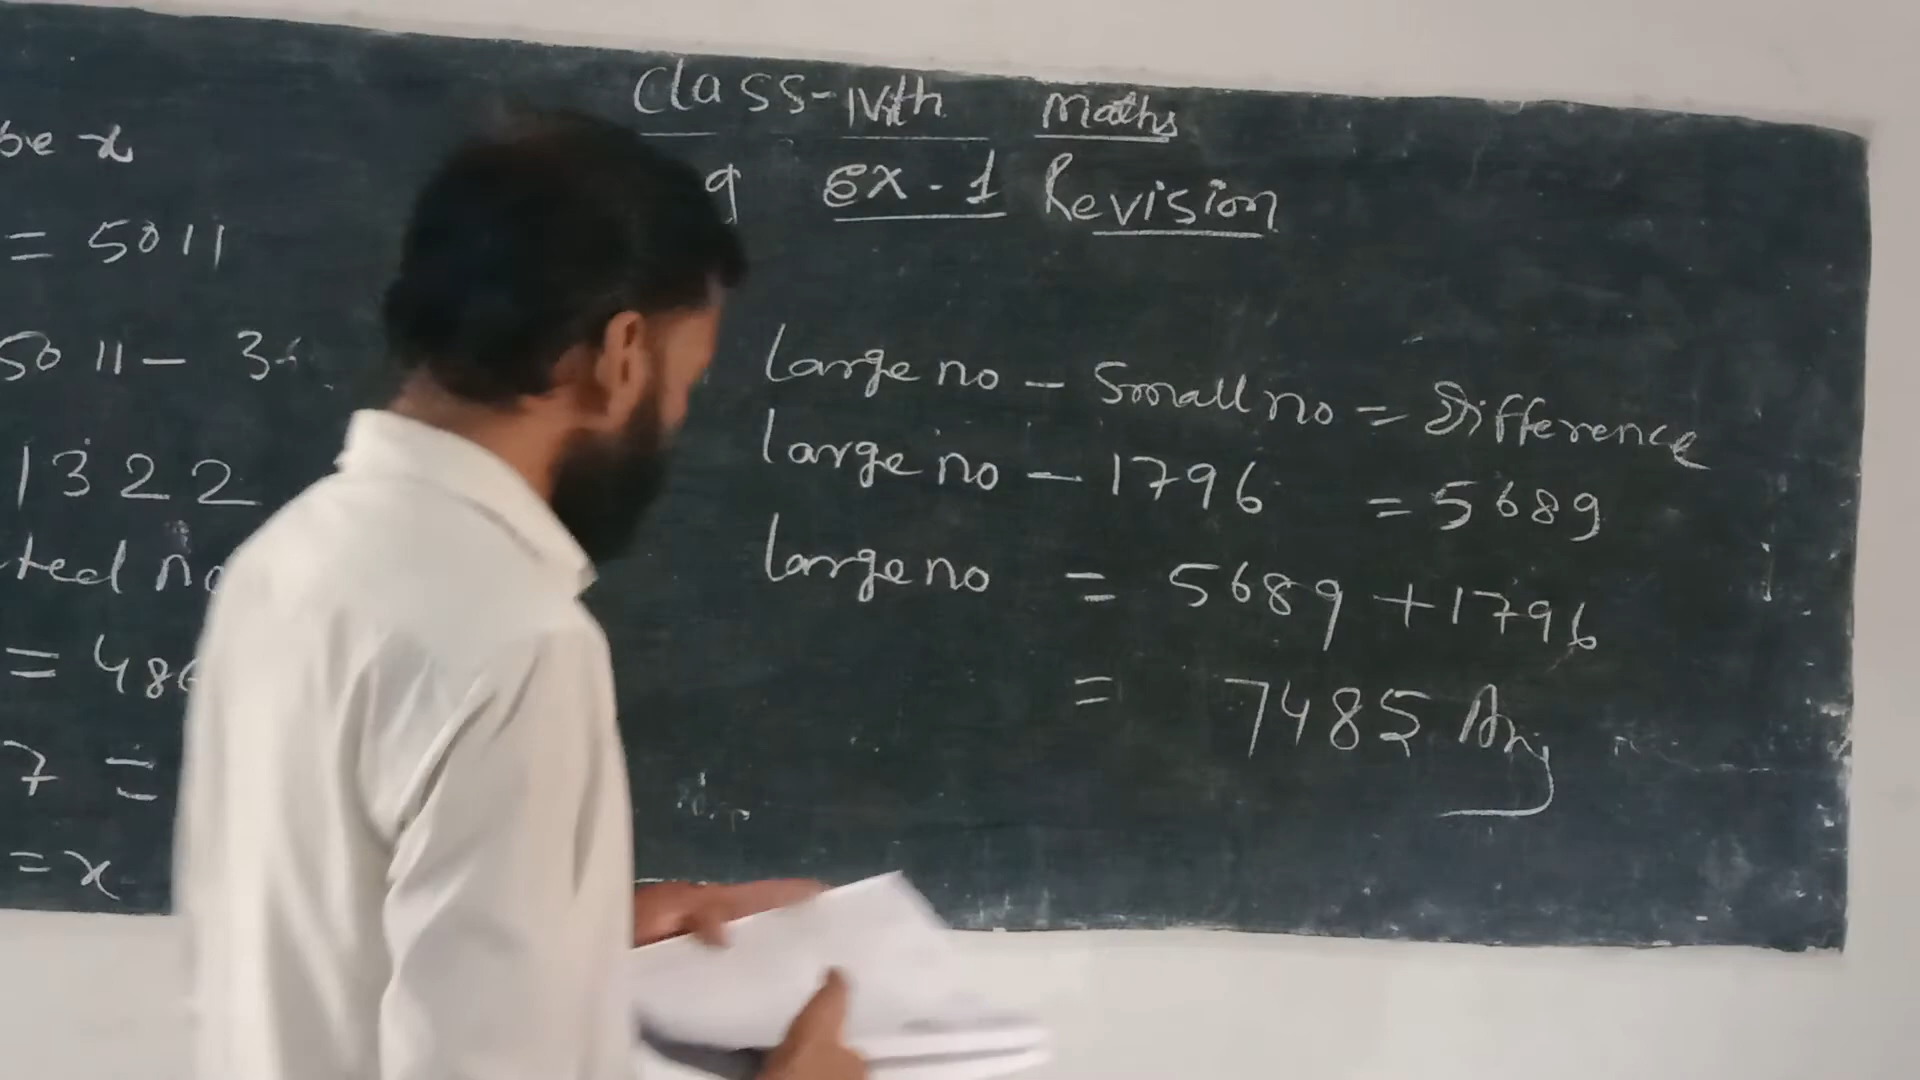 Class-IVth Maths
g Ex-1 Revision
be x
= 5011
5011 - 3
1322
ted no
= 486
7 =
= x
Large no - Small no = Difference
large no - 1796 = 5689
large no = 5689 + 1796
= 7485 Ans